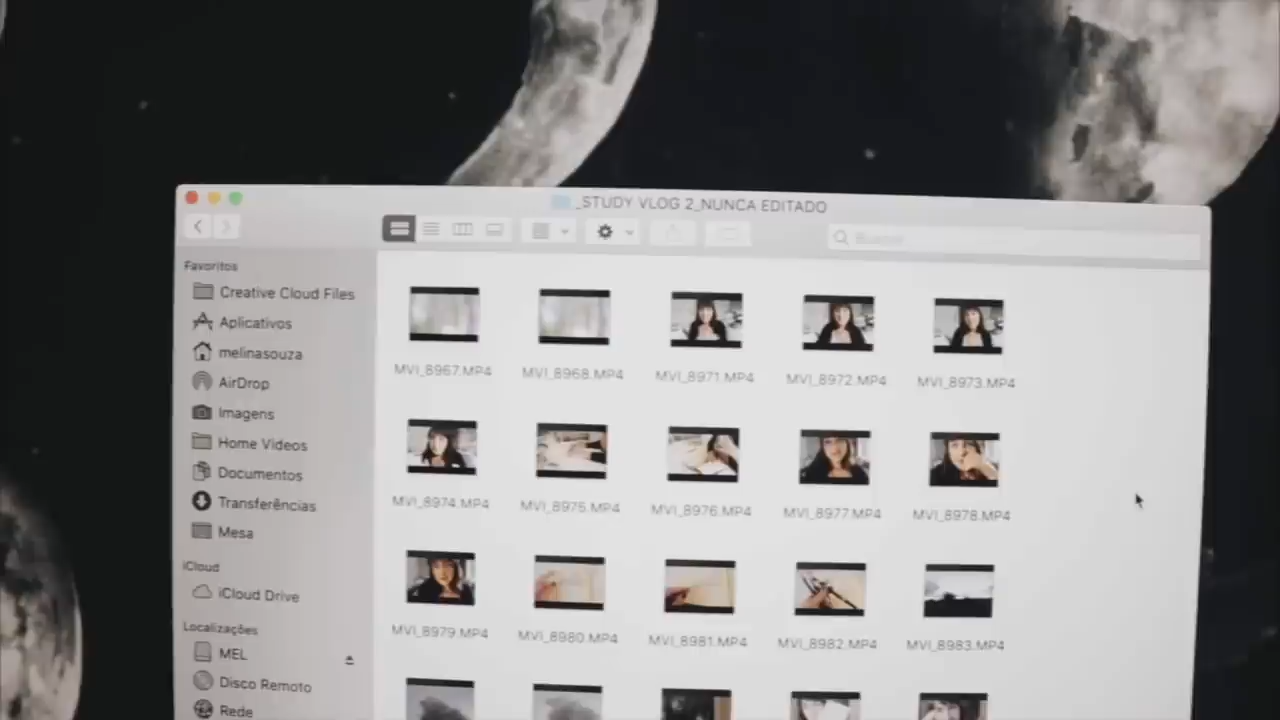 _STUDY VLOG 2_NUNCA EDITADO
Buscar
Favoritos
Creative Cloud Files
Aplicativos
melinasouza
AirDrop
Imagens
Home Videos
Documentos
Transferências
Mesa
iCloud
iCloud Drive
Localizações
MEL
Disco Remoto
Rede
MVI_8967.MP4 MVI_8968.MP4 MVI_8971.MP4 MVI_8972.MP4 MVI_8973.MP4
MVI_8974.MP4 MVI_8975.MP4 MVI_8976.MP4 MVI_8977.MP4 MVI_8978.MP4
MVI_8979.MP4 MVI_8980.MP4 MVI_8981.MP4 MVI_8982.MP4 MVI_8983.MP4